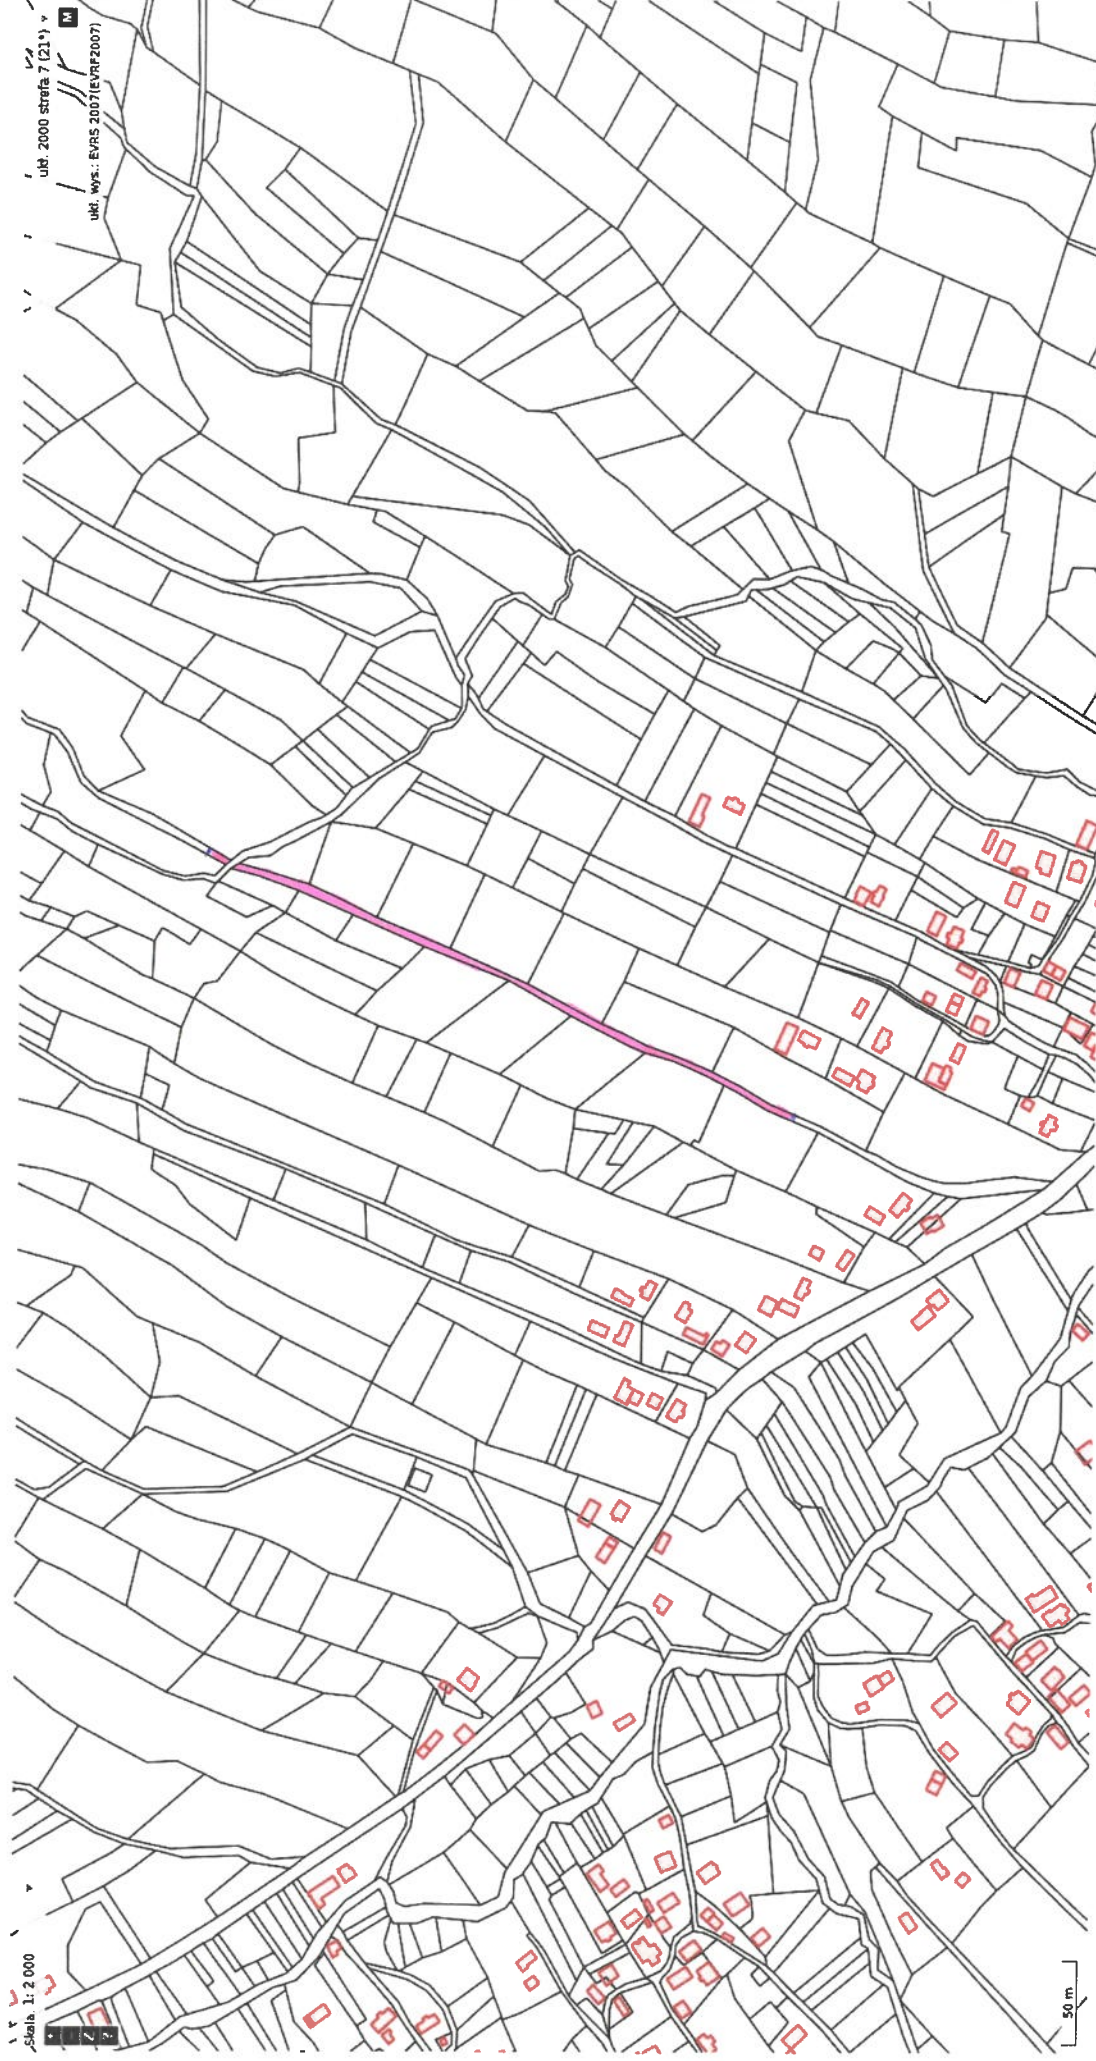 ukł. 2000 strefa 7 (21°)
M
ukł. wys.: EVRS 2007(EVRF2007)
Skala 1: 2 000
50 m